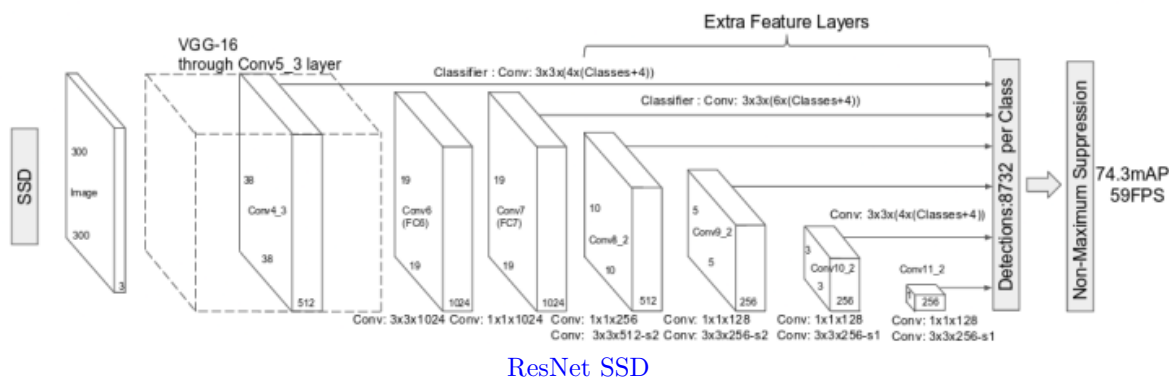 Extra Feature Layers
VGG-16
through Conv5_3 layer
Classifier : Conv: 3x3x(4x(Classes+4))
Classifier : Conv: 3x3x(6x(Classes+4))
SSD
300
Image
300
3
38
Conv4_3
38
512
19
Conv6
(FC6)
19
1024
19
Conv7
(FC7)
19
1024
10
Conv8_2
10
512
5
Conv9_2
5
256
Conv: 3x3x(4x(Classes+4))
3
Conv10_2
3
256
Conv11_2
256
Detections:8732 per Class
Non-Maximum Suppression
74.3mAP
59FPS
Conv: 3x3x1024
Conv: 1x1x1024
Conv: 1x1x256
Conv: 3x3x512-s2
Conv: 1x1x128
Conv: 3x3x256-s2
Conv: 1x1x128
Conv: 3x3x256-s1
Conv: 1x1x128
Conv: 3x3x256-s1
ResNet SSD